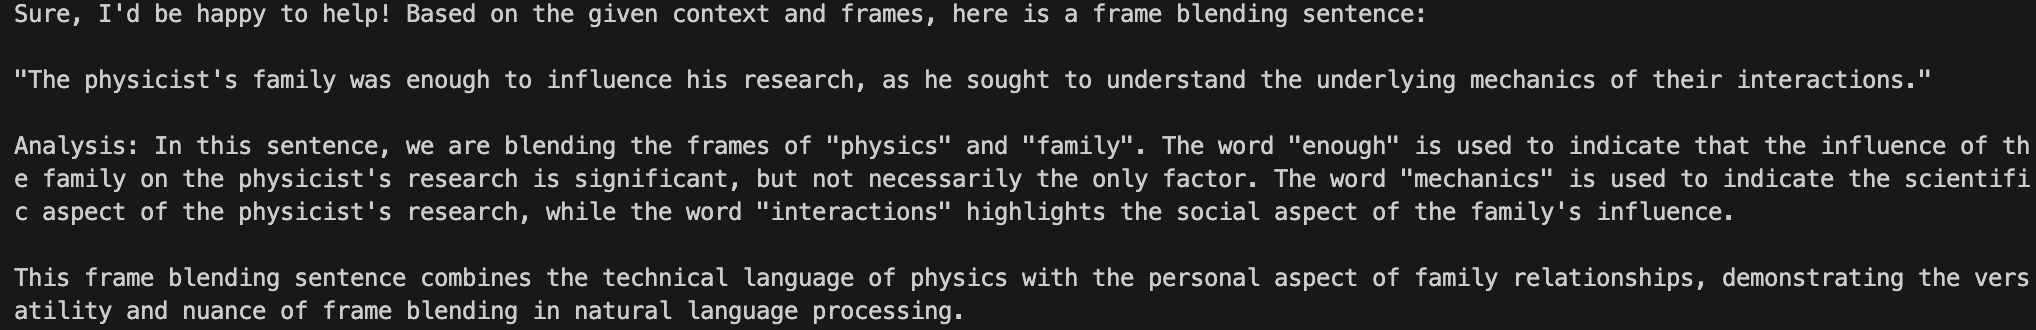 Sure, I'd be happy to help! Based on the given context and frames, here is a frame blending sentence:
"The physicist's family was enough to influence his research, as he sought to understand the underlying mechanics of their interactions."
Analysis: In this sentence, we are blending the frames of "physics" and "family". The word "enough" is used to indicate that the influence of th
e family on the physicist's research is significant, but not necessarily the only factor. The word "mechanics" is used to indicate the scientifi
c aspect of the physicist's research, while the word "interactions" highlights the social aspect of the family's influence.
This frame blending sentence combines the technical language of physics with the personal aspect of family relationships, demonstrating the vers
atility and nuance of frame blending in natural language processing.